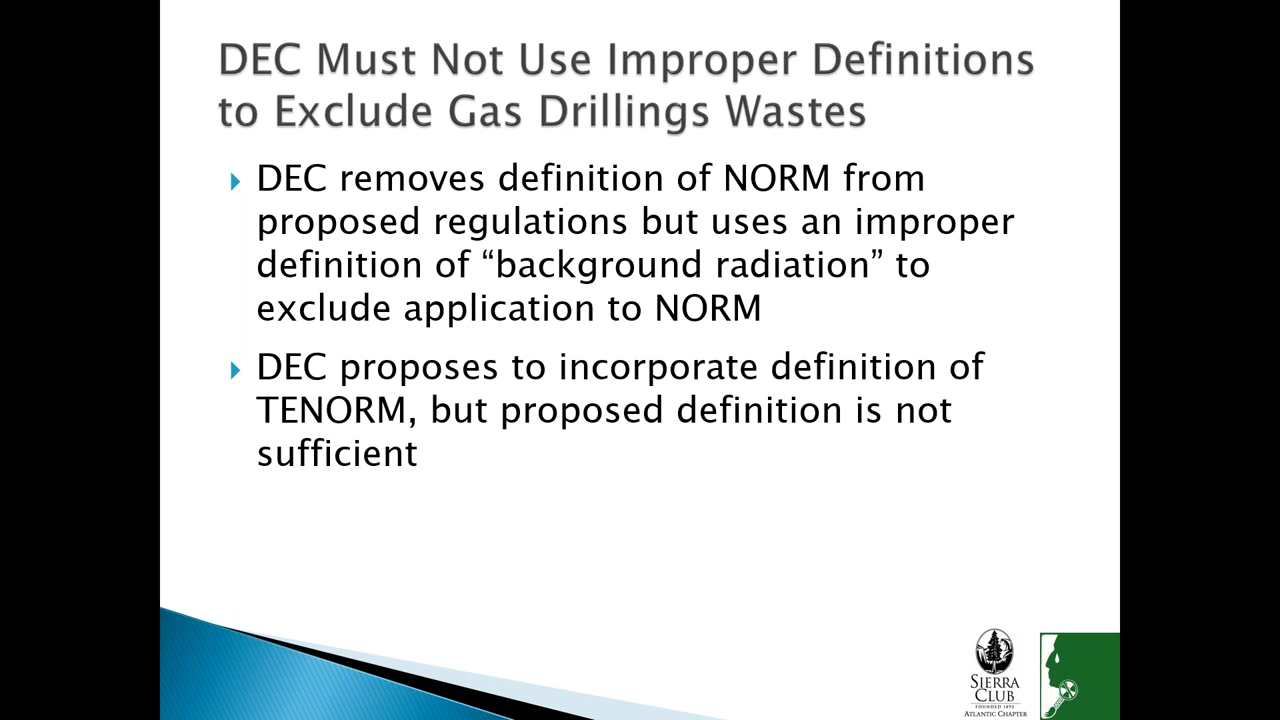 DEC Must Not Use Improper Definitions
to Exclude Gas Drillings Wastes
DEC removes definition of NORM from
proposed regulations but uses an improper
definition of “background radiation” to
exclude application to NORM
DEC proposes to incorporate definition of
TENORM, but proposed definition is not
sufficient
SIERRA
CLUB
FOUNDED 1892
ATLANTIC CHAPTER